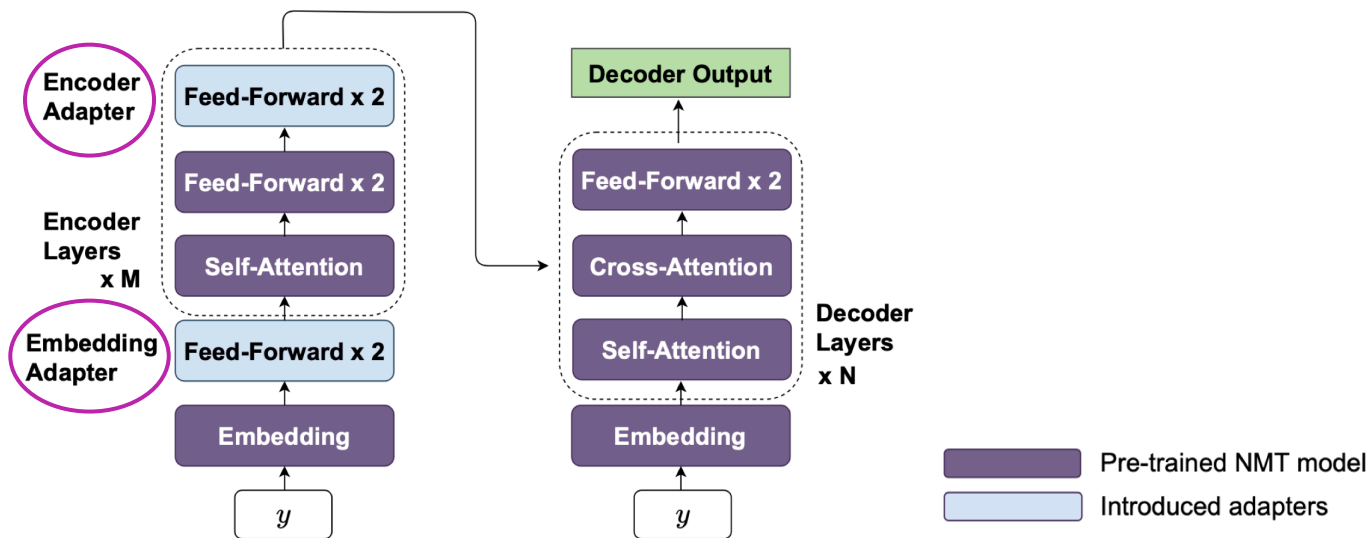 Encoder
Adapter
Feed-Forward x 2
Feed-Forward x 2
Encoder
Layers
x M
Self-Attention
Embedding
Adapter
Feed-Forward x 2
Embedding
y
Decoder Output
Feed-Forward x 2
Cross-Attention
Self-Attention
Decoder
Layers
x N
Embedding
y
Pre-trained NMT model
Introduced adapters